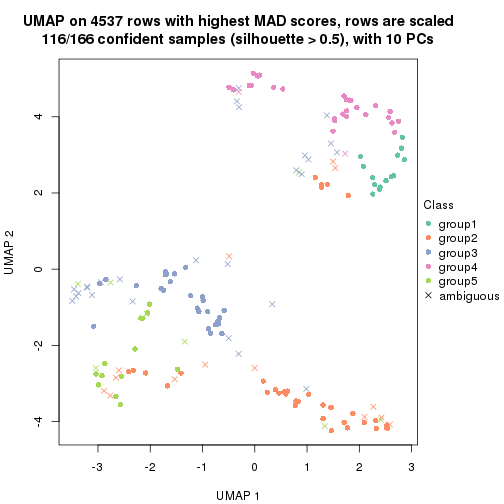 UMAP on 4537 rows with highest MAD scores, rows are scaled
116/166 confident samples (silhouette > 0.5), with 10 PCs
4
2
0
-2
-4
UMAP 2
-3
-2
-1
0
1
2
3
UMAP 1
Class
group1
group2
group3
group4
group5
ambiguous